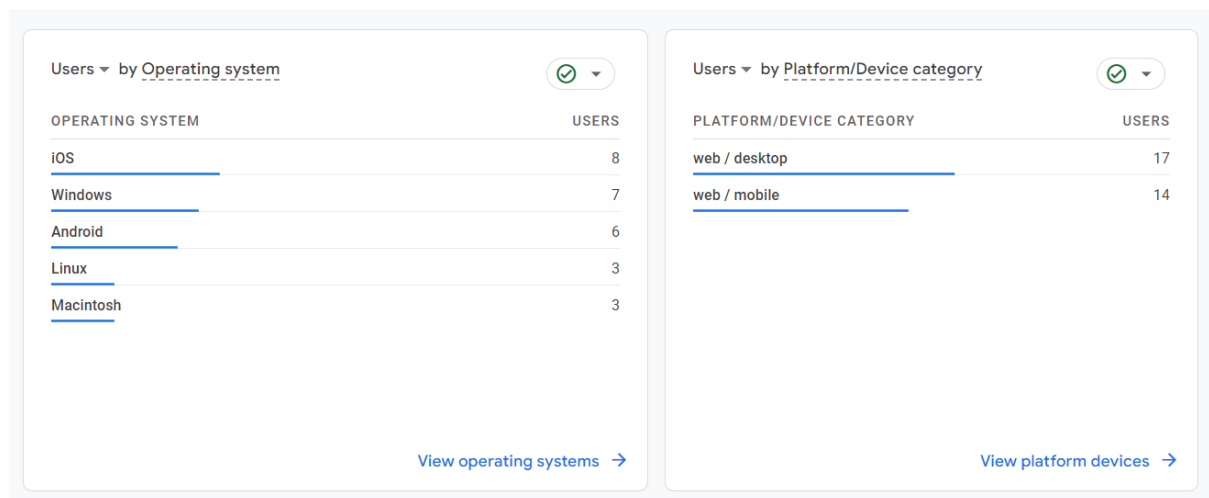 Users by Operating system
OPERATING SYSTEM USERS
iOS 8
Windows 7
Android 6
Linux 3
Macintosh 3
View operating systems
Users by Platform/Device category
PLATFORM/DEVICE CATEGORY USERS
web / desktop 17
web / mobile 14
View platform devices